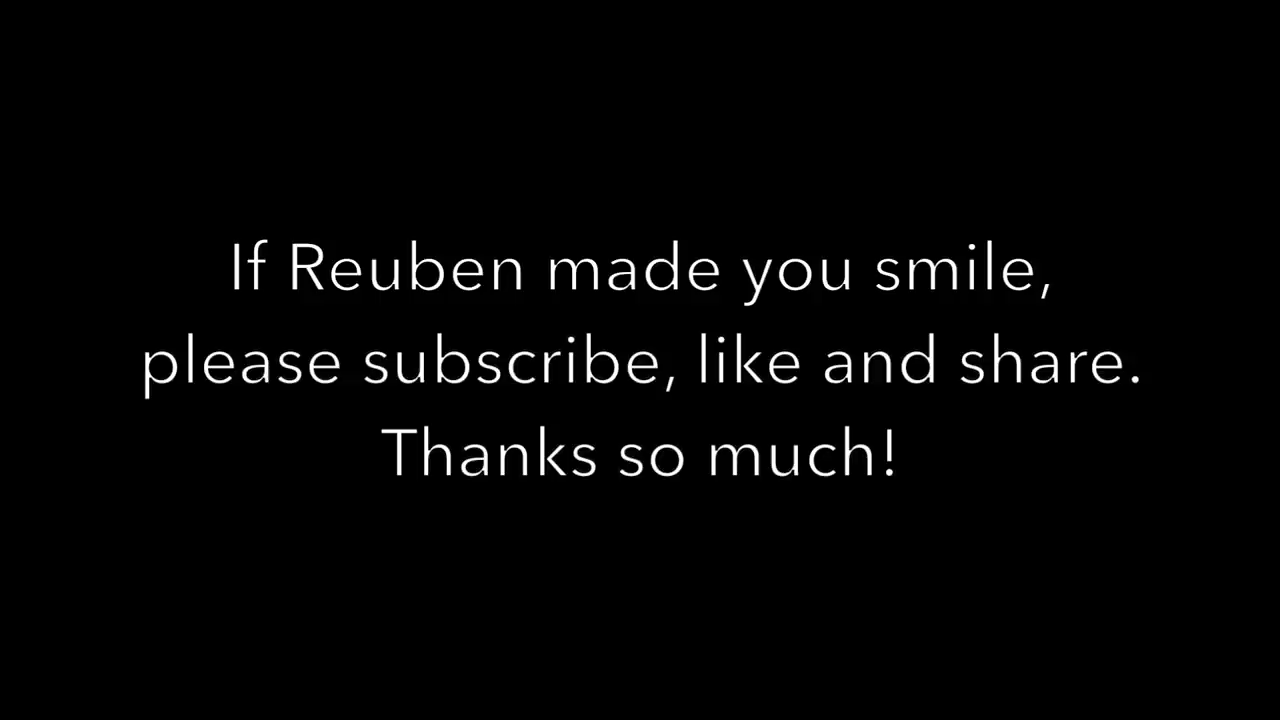 If Reuben made you smile,
please subscribe, like and share.
Thanks so much!